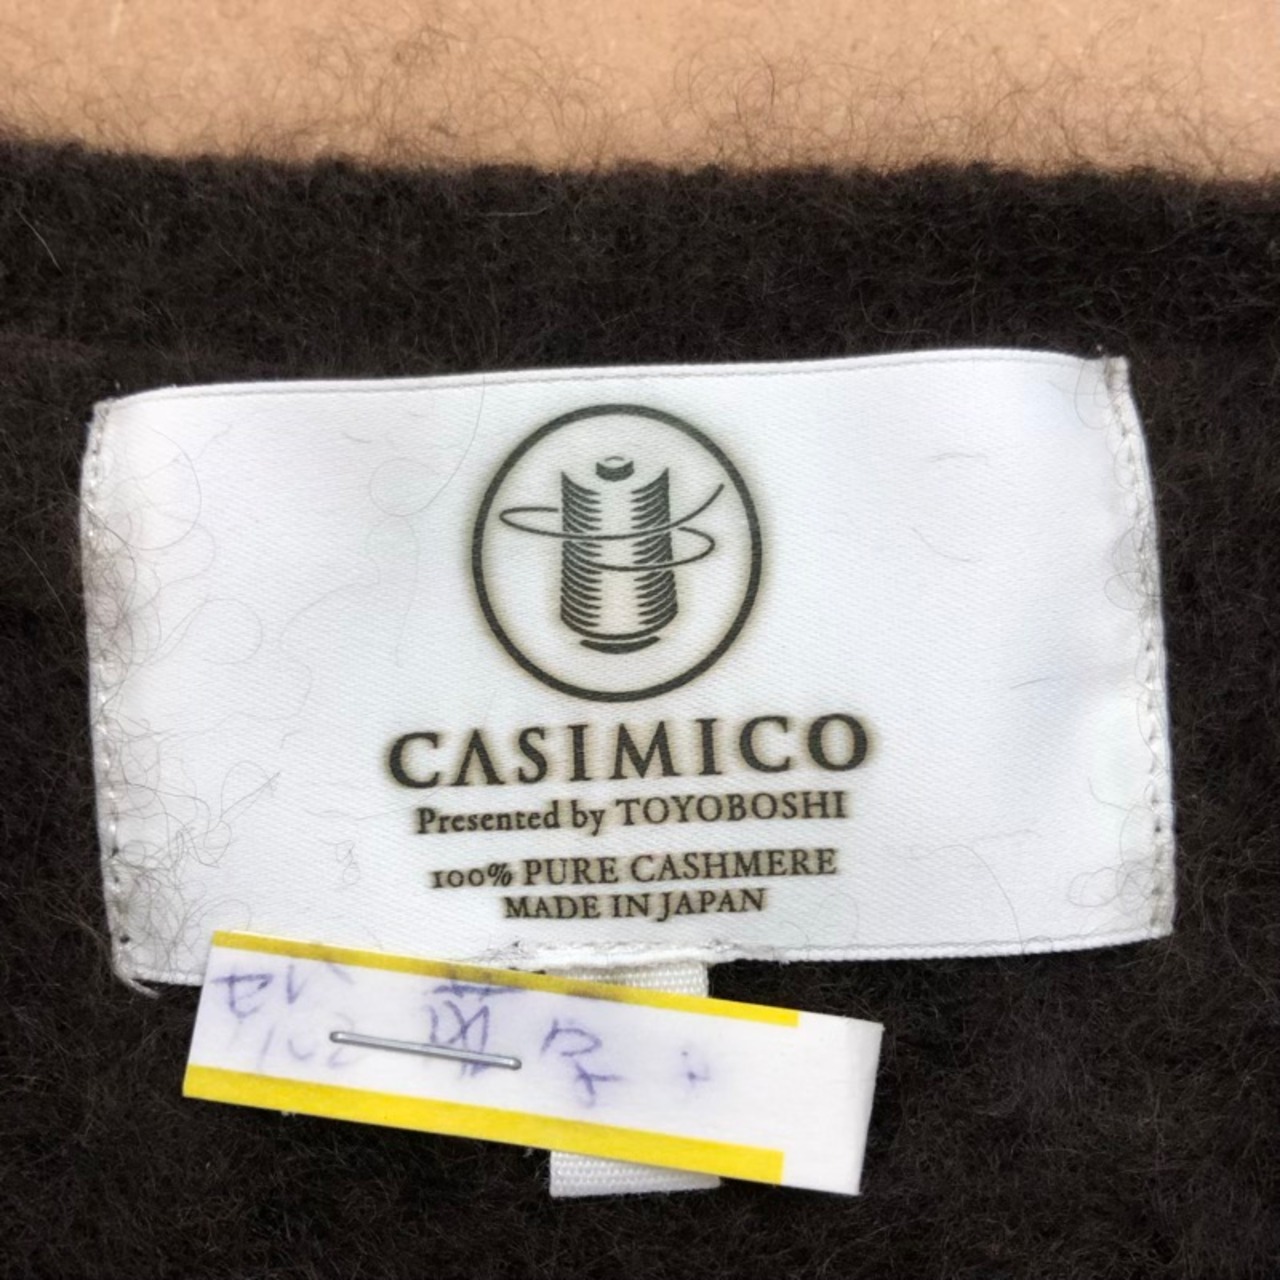 CASIMICO
Presented by TOYOBOSHI
100% PURE CASHMERE
MADE IN JAPAN